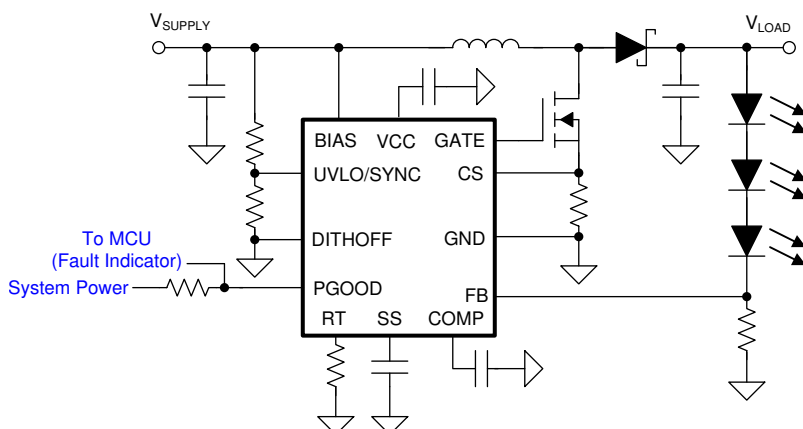 VSUPPLY
VLOAD
BIAS
VCC
GATE
UVLO/SYNC
CS
DITHOFF
GND
To MCU
(Fault Indicator)
System Power
PGOOD
FB
RT
SS
COMP